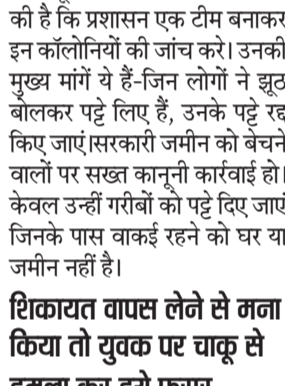 की है कि प्रशासन एक टीम बनाकर
इन कॉलोनियों की जांच करे। उनकी
मुख्य मांगें ये हैं-जिन लोगों ने झूठ
बोलकर पट्टे लिए हैं, उनके पट्टे रद्द
किए जाएं।सरकारी जमीन को बेचने
वालों पर सख्त कानूनी कार्रवाई हो।
केवल उन्हीं गरीबों को पट्टे दिए जाएं
जिनके पास वाकई रहने को घर या
जमीन नहीं है।
शिकायत वापस लेने से मना
किया तो युवक पर चाकू से